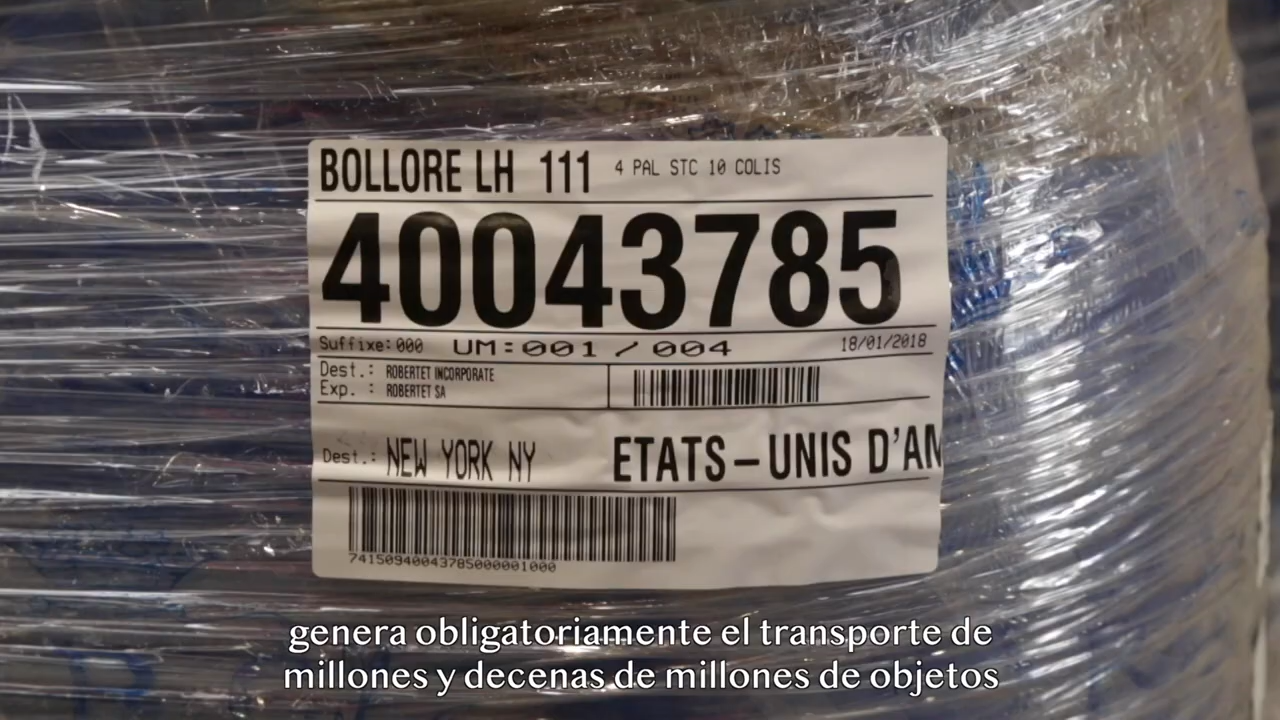 BOLLORE LH 111 4 PAL STC 10 COLIS
40043785
Suffixe: 000 UM: 001 / 004 18/01/2018
Dest.: ROBERTET INCORPORATE
Exp. : ROBERTET SA
Dest.: NEW YORK NY ETATS-UNIS D'AM
7415094004378500001000
genera obligatoriamente el transporte de
millones y decenas de millones de objetos